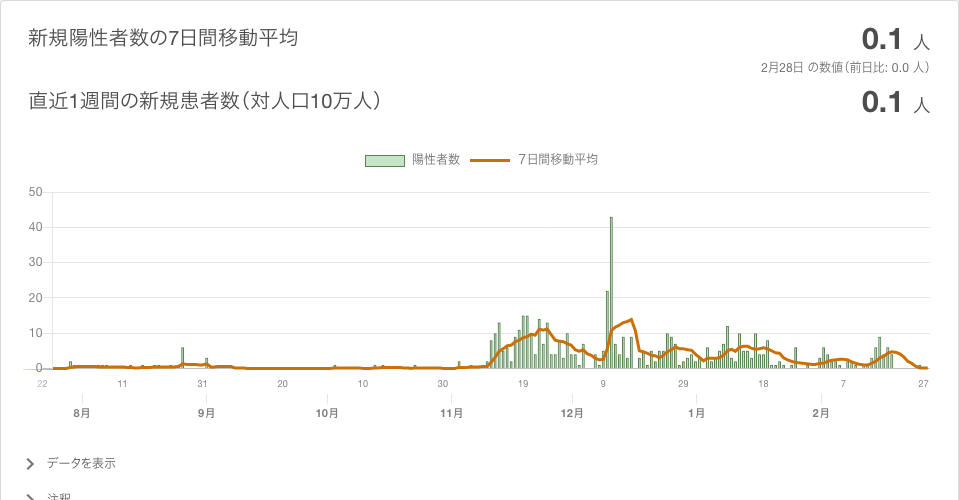 新規陽性者数の7日間移動平均
0.1 人
2月28日 の数値（前日比: 0.0 人）
直近1週間の新規患者数（対人口10万人）
0.1 人
陽性者数 7日間移動平均
50
40
30
20
10
0
22 11 31 20 10 30 19 9 29 18 7 27
8月 9月 10月 11月 12月 1月 2月
データを表示
注釈